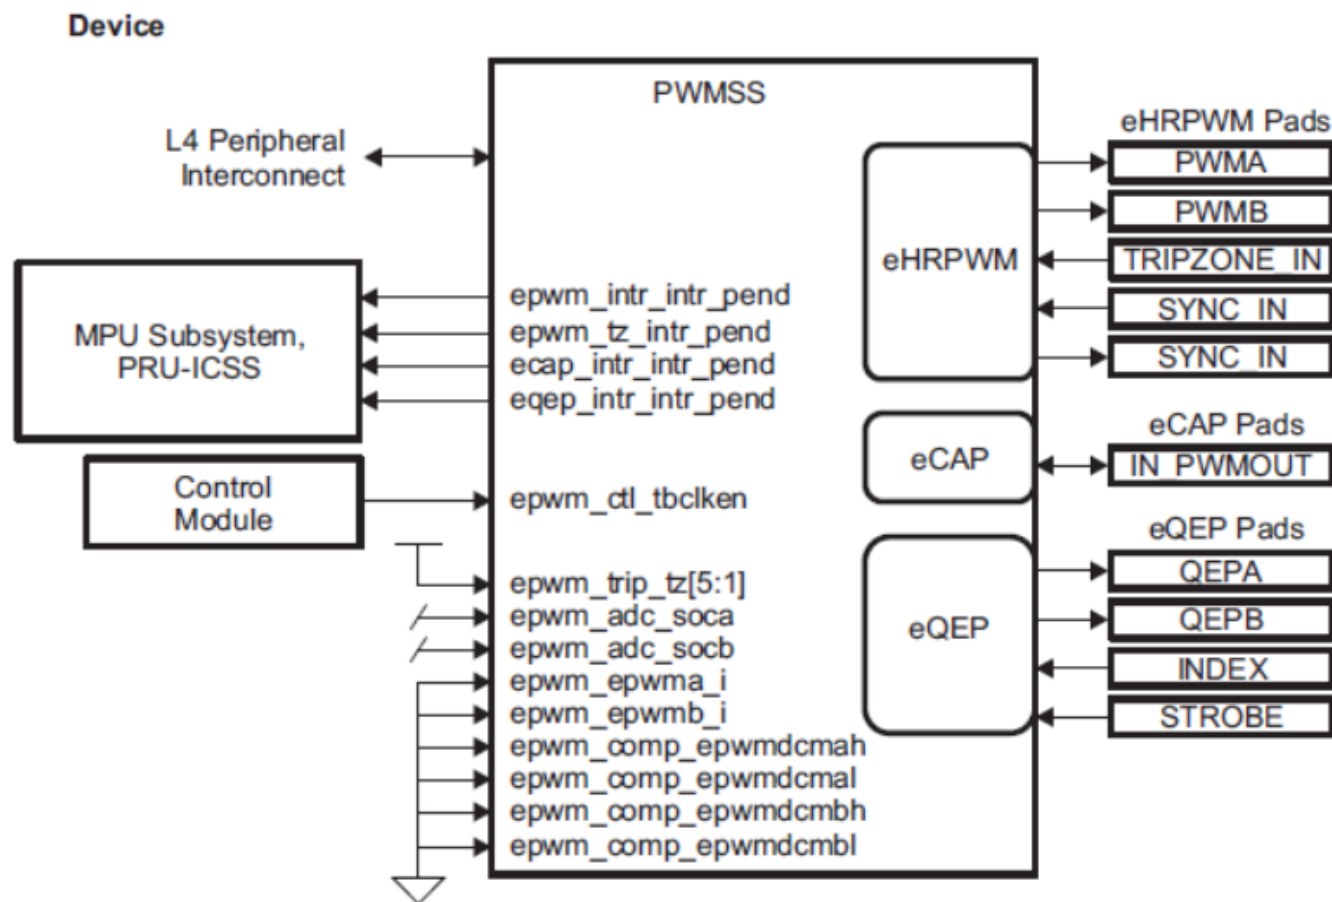 Device
PWMSS
L4 Peripheral
Interconnect
MPU Subsystem,
PRU-ICSS
Control
Module
epwm_intr_intr_pend
epwm_tz_intr_pend
ecap_intr_intr_pend
eqep_intr_intr_pend
epwm_ctl_tbclken
epwm_trip_tz[5:1]
epwm_adc_soca
epwm_adc_socb
epwm_epwma_i
epwm_epwmb_i
epwm_comp_epwmdcmah
epwm_comp_epwmdcmal
epwm_comp_epwmdcmbh
epwm_comp_epwmdcmbl
eHRPWM
eCAP
eQEP
eHRPWM Pads
PWMA
PWMB
TRIPZONE_IN
SYNC_IN
SYNC_IN
eCAP Pads
IN_PWMOUT
eQEP Pads
QEPA
QEPB
INDEX
STROBE